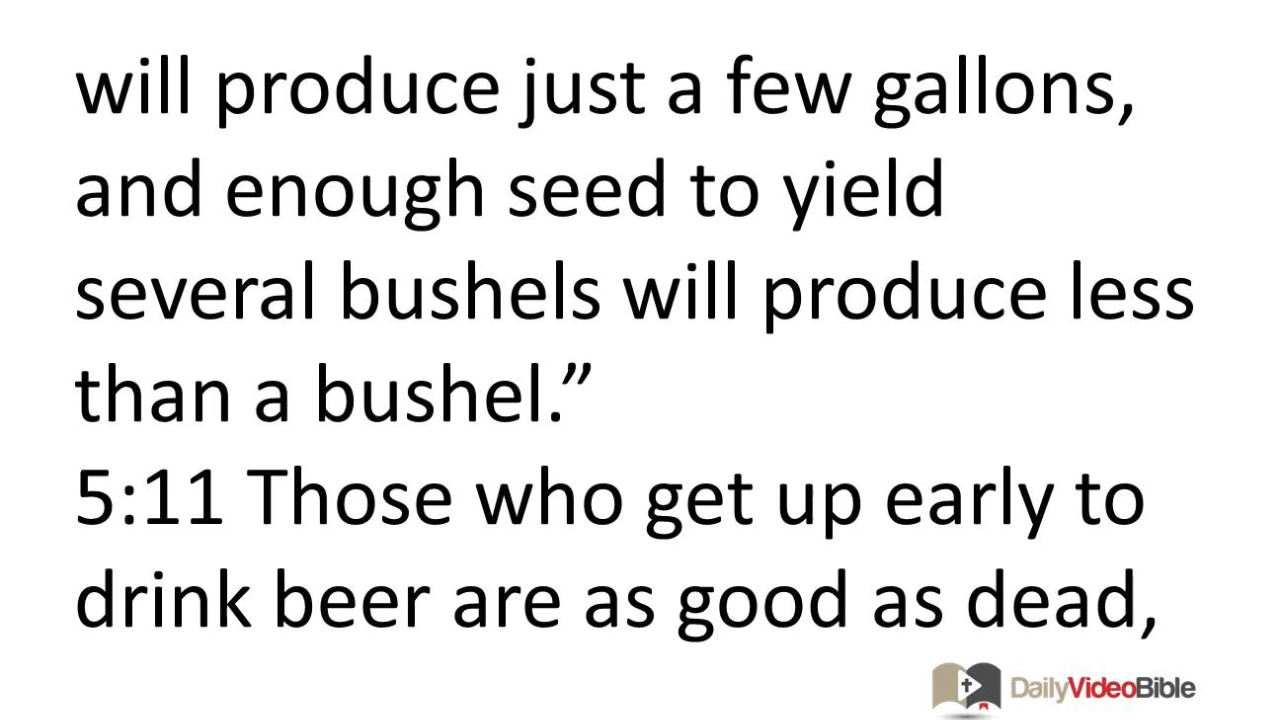 will produce just a few gallons,
and enough seed to yield
several bushels will produce less
than a bushel.”
5:11 Those who get up early to
drink beer are as good as dead,
DailyVideoBible